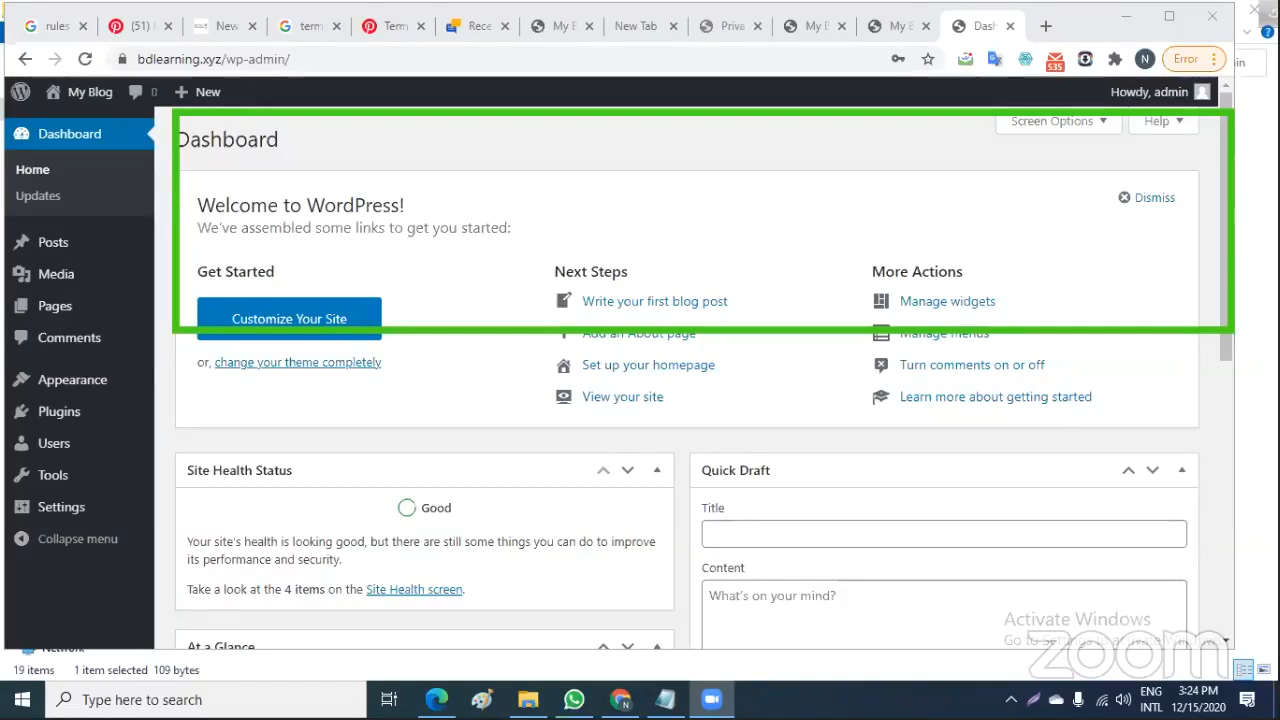 rules
(51)
New
term
Term
Rece
My B
New Tab
Priva
My P
My B
Dash
bdlearning.xyz/wp-admin/
535
N
Error
My Blog
0
New
Howdy, admin
Dashboard
Home
Updates
Posts
Media
Pages
Comments
Appearance
Plugins
Users
Tools
Settings
Collapse menu
Dashboard
Screen Options
Help
Welcome to WordPress!
We've assembled some links to get you started:
Dismiss
Get Started
Customize Your Site
or, change your theme completely
Next Steps
Write your first blog post
Add an About page
Set up your homepage
View your site
More Actions
Manage widgets
Manage menus
Turn comments on or off
Learn more about getting started
Site Health Status
Good
Your site's health is looking good, but there are still some things you can do to improve
its performance and security.
Take a look at the 4 items on the Site Health screen.
At a Glance
Quick Draft
Title
Content
What's on your mind?
Activate Windows
Go to Settings to activate Windows
zoom
Network
19 items
1 item selected 109 bytes
Type here to search
ENG
INTL
3:24 PM
12/15/2020